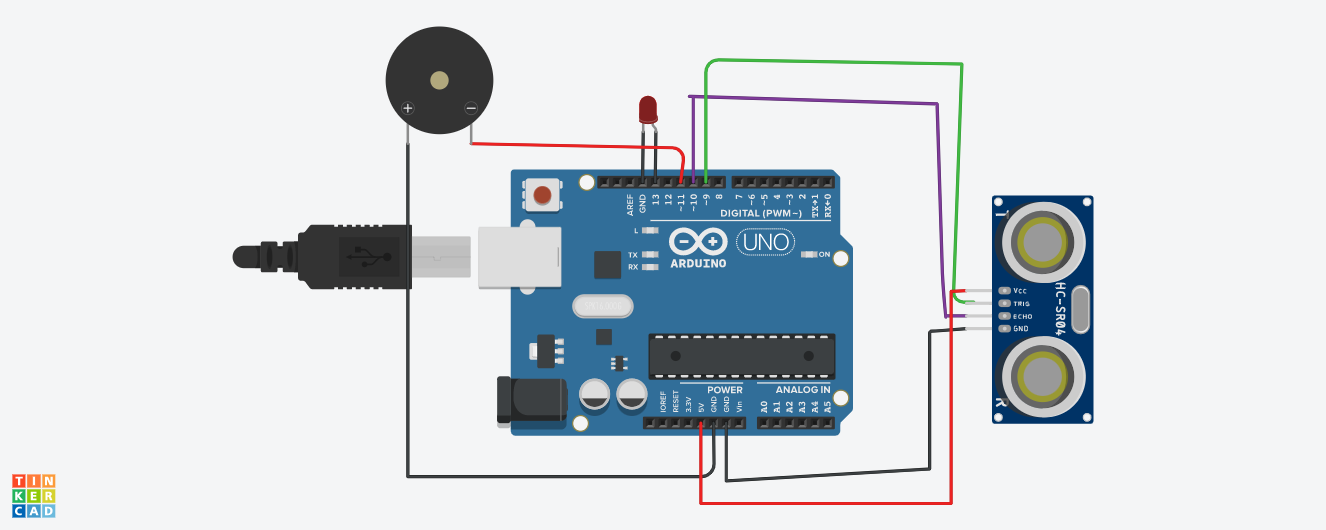 + −
AREF
GND
13
12
~11
~10
~9
8
7
~6
~5
4
~3
2
TX→1
RX←0
DIGITAL (PWM~)
L
TX
RX
UNO
ARDUINO
ON
T
VCC
TRIG
ECHO
GND
HC-SR04
R
POWER
ANALOG IN
IOREF
RESET
3.3V
5V
GND
GND
Vin
A0
A1
A2
A3
A4
A5
TIN
KER
CAD